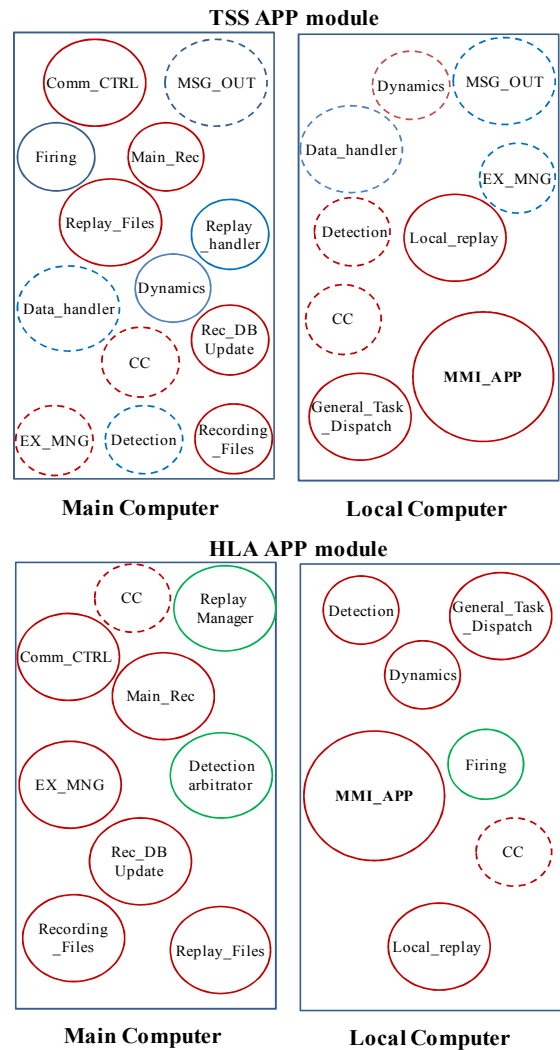 TSS APP module
Comm_CTRL
MSG_OUT
Firing
Main_Rec
Replay_Files
Replay
_handler
Dynamics
Data_handler
Rec_DB
Update
CC
EX_MNG
Detection
Recording
_Files
Main Computer
Dynamics
MSG_OUT
Data_handler
EX_MNG
Detection
Local_replay
CC
MMI_APP
General_Task
_Dispatch
Local Computer
HLA APP module
CC
Replay
Manager
Comm_CTRL
Main_Rec
EX_MNG
Detection
arbitrator
Rec_DB
Update
Recording
_Files
Replay_Files
Main Computer
Detection
General_Task
_Dispatch
Dynamics
Firing
MMI_APP
CC
Local_replay
Local Computer